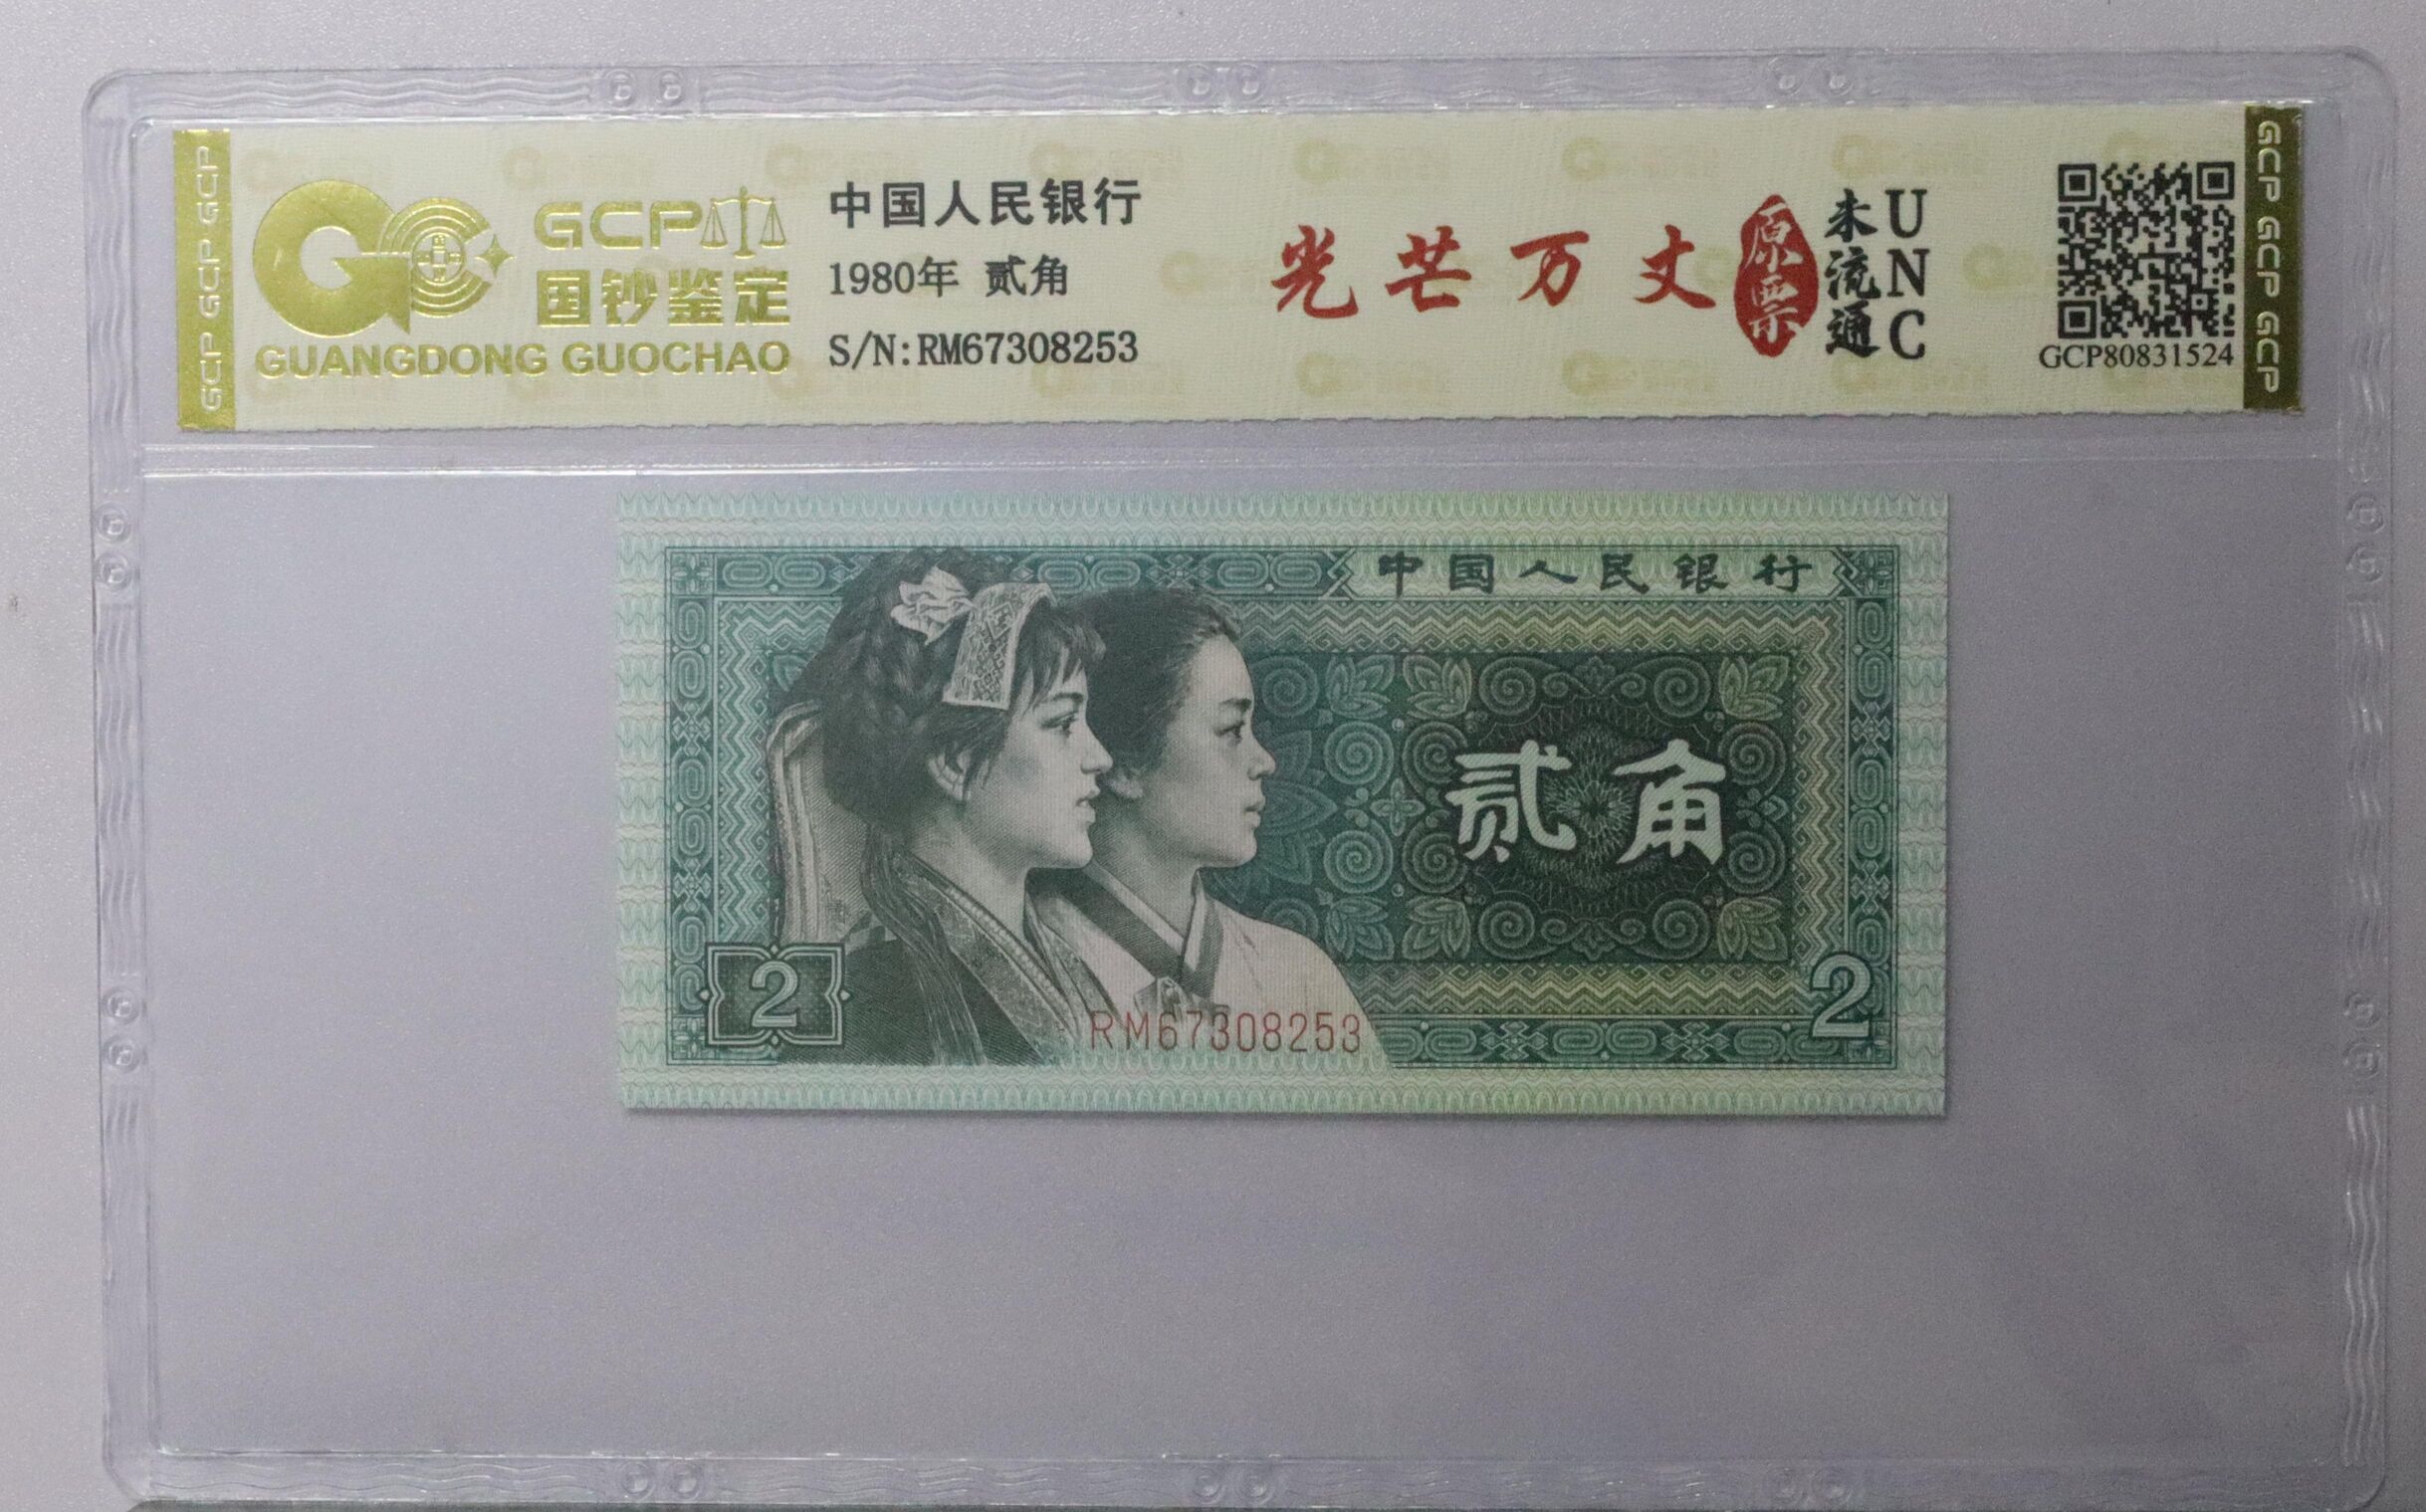 GCP GCP GCP
GCP
国钞鉴定
GUANGDONG GUOCHAO
中国人民银行
1980年 贰角
S/N:RM67308253
光芒万丈
原票
未流通
UNC
GCP80831524
GCP GCP GCP
中国人民银行
贰角
2
RM67308253
2